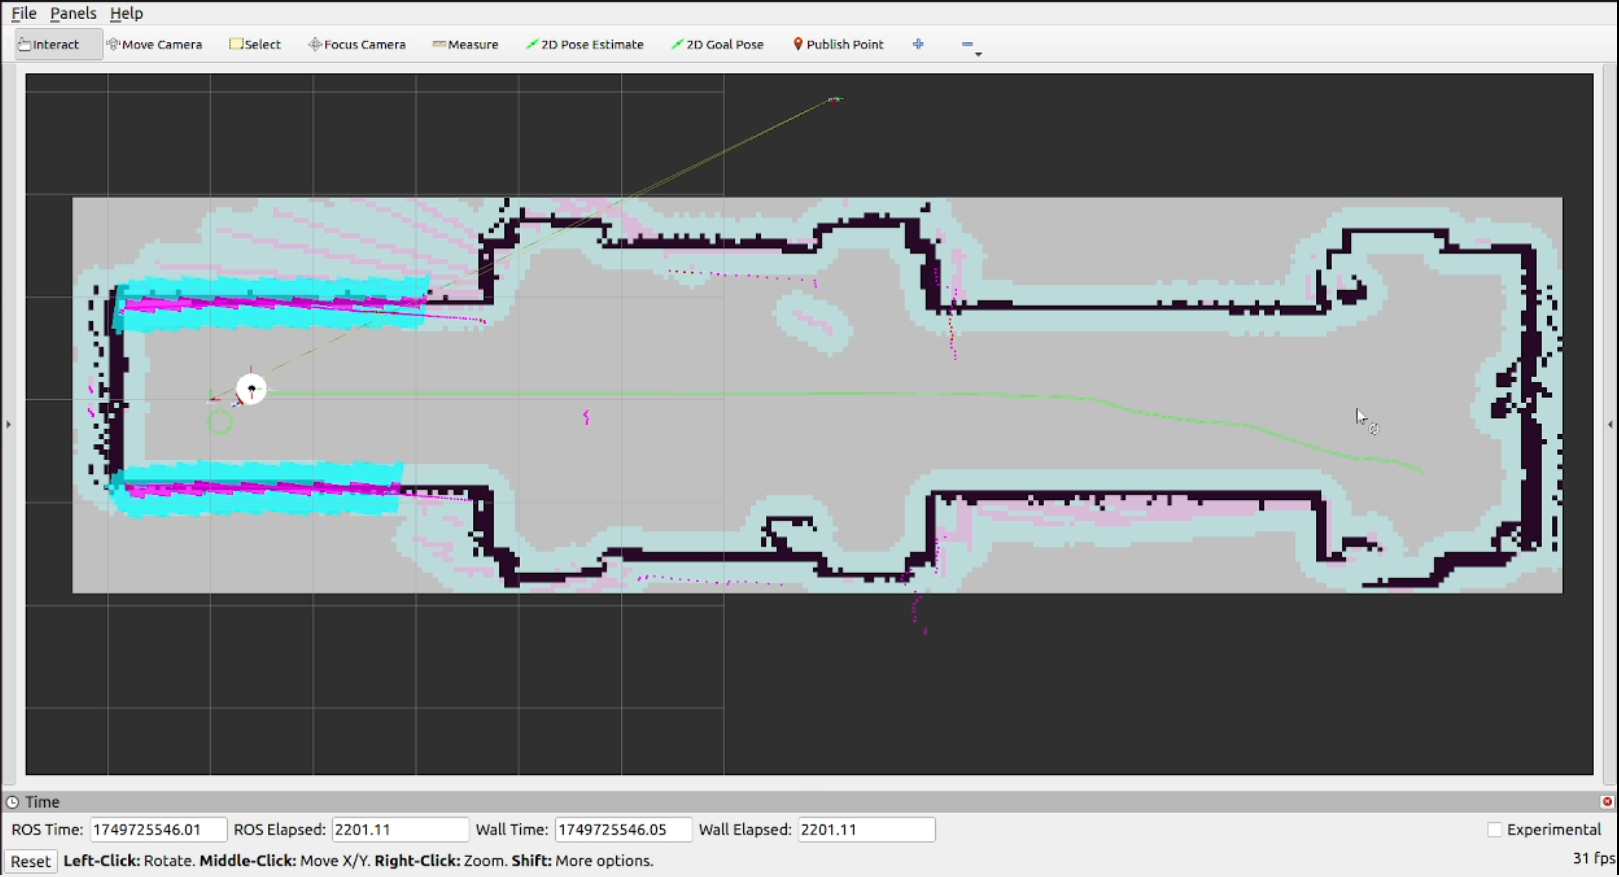 File Panels Help
Interact Move Camera Select Focus Camera Measure 2D Pose Estimate 2D Goal Pose Publish Point
Time
ROS Time: 1749725546.01 ROS Elapsed: 2201.11 Wall Time: 1749725546.05 Wall Elapsed: 2201.11 Experimental
Reset Left-Click: Rotate. Middle-Click: Move X/Y. Right-Click: Zoom. Shift: More options. 31 fps